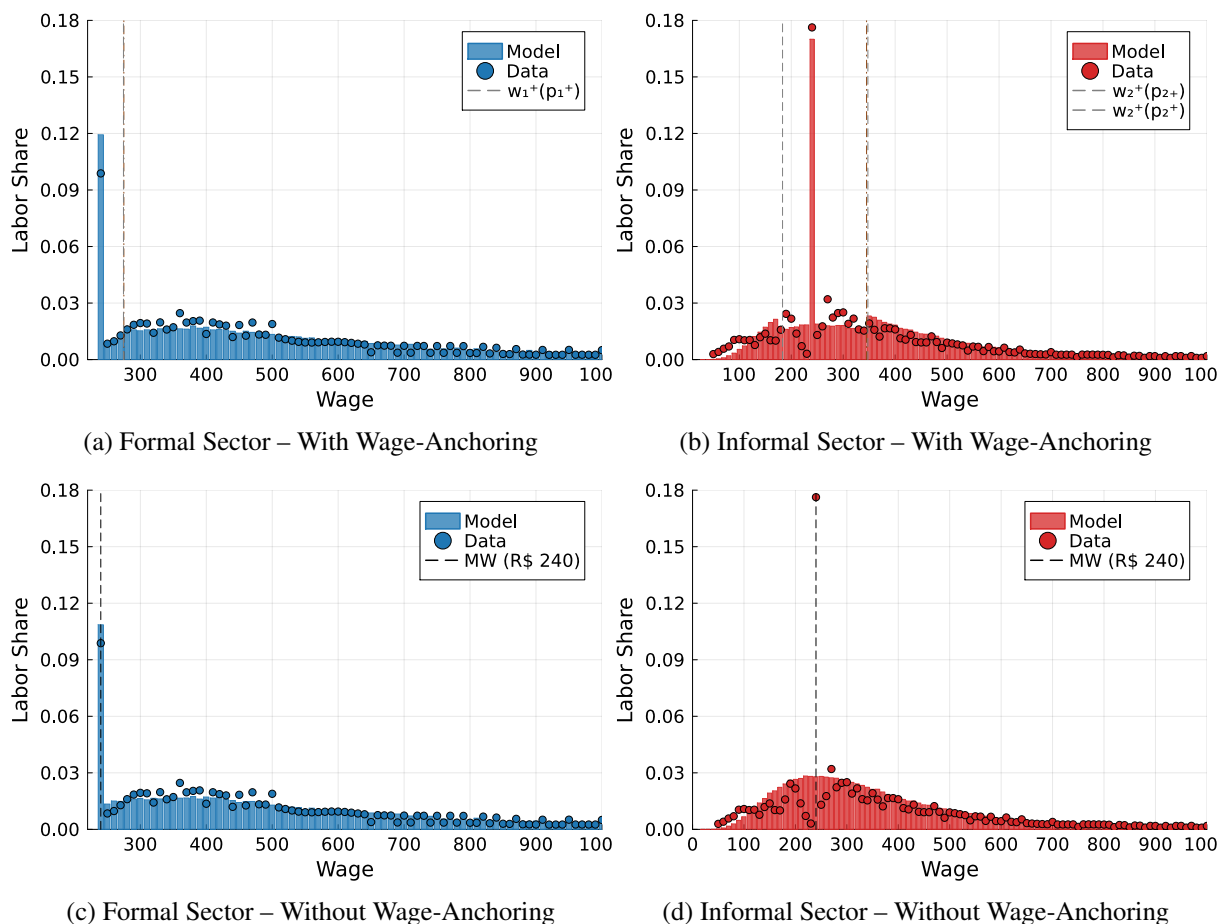 0.18
0.15
0.12
0.09
0.06
0.03
0.00
Labor Share
Model
Data
w₁⁺(p₁⁺)
300 400 500 600 700 800 900 100
Wage
(a) Formal Sector – With Wage-Anchoring
0.18
0.15
0.12
0.09
0.06
0.03
0.00
Labor Share
Model
Data
w₂⁺(p₂₊)
w₂⁺(p₂⁺)
100 200 300 400 500 600 700 800 900 100
Wage
(b) Informal Sector – With Wage-Anchoring
0.18
0.15
0.12
0.09
0.06
0.03
0.00
Labor Share
Model
Data
MW (R$ 240)
300 400 500 600 700 800 900 100
Wage
(c) Formal Sector – Without Wage-Anchoring
0.18
0.15
0.12
0.09
0.06
0.03
0.00
Labor Share
Model
Data
MW (R$ 240)
0 100 200 300 400 500 600 700 800 900 100
Wage
(d) Informal Sector – Without Wage-Anchoring